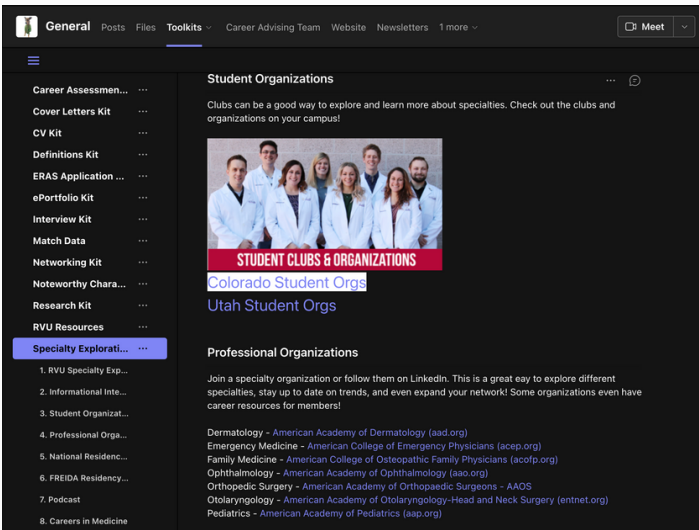 General Posts Files Toolkits Career Advising Team Website Newsletters 1 more Meet
Career Assessmen... ...
Cover Letters Kit ...
CV Kit ...
Definitions Kit ...
ERAS Application ... ...
ePortfolio Kit ...
Interview Kit ...
Match Data ...
Networking Kit ...
Noteworthy Chara... ...
Research Kit ...
RVU Resources ...
Specialty Explorati... ...
1. RVU Specialty Exp...
2. Informational Inte...
3. Student Organizat...
4. Professional Orga...
5. National Residenc...
6. FREIDA Residency...
7. Podcast
8. Careers in Medicine
Student Organizations ...
Clubs can be a good way to explore and learn more about specialties. Check out the clubs and
organizations on your campus!
STUDENT CLUBS & ORGANIZATIONS
Colorado Student Orgs
Utah Student Orgs
Professional Organizations
Join a specialty organization or follow them on LinkedIn. This is a great eay to explore different
specialties, stay up to date on trends, and even expand your network! Some organizations even have
career resources for members!
Dermatology - American Academy of Dermatology (aad.org)
Emergency Medicine - American College of Emergency Physicians (acep.org)
Family Medicine - American College of Osteopathic Family Physicians (acofp.org)
Ophthalmology - American Academy of Ophthalmology (aao.org)
Orthopedic Surgery - American Academy of Orthopaedic Surgeons - AAOS
Otolaryngology - American Academy of Otolaryngology-Head and Neck Surgery (entnet.org)
Pediatrics - American Academy of Pediatrics (aap.org)